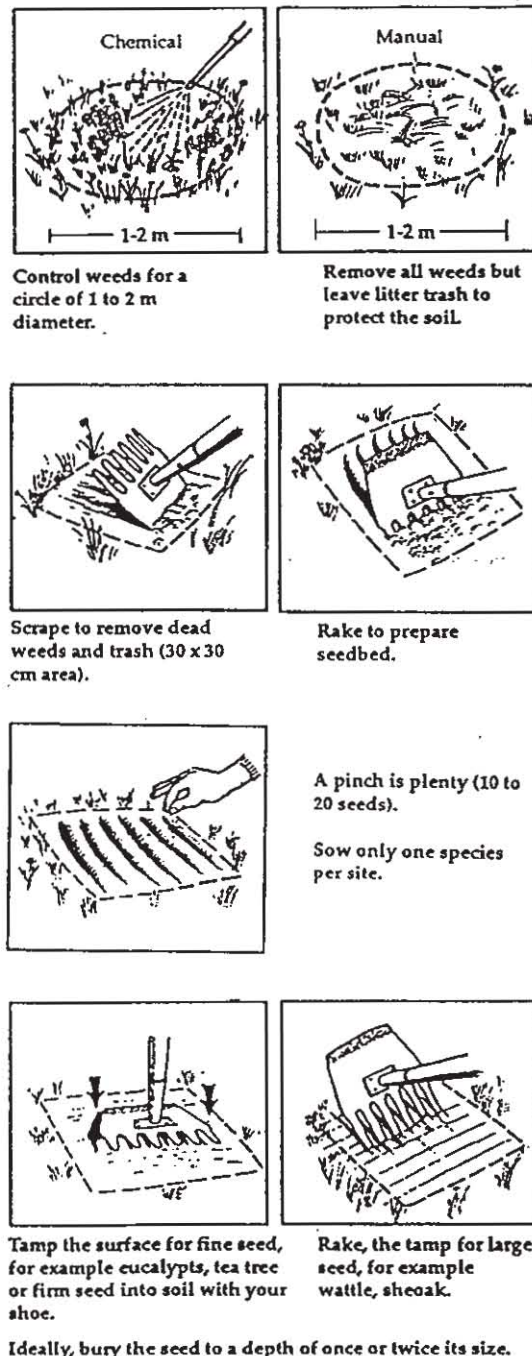 Chemical
Manual
1-2 m
1-2 m
Control weeds for a
circle of 1 to 2 m
diameter.
Remove all weeds but
leave litter trash to
protect the soil.
Scrape to remove dead
weeds and trash (30 x 30
cm area).
Rake to prepare
seedbed.
A pinch is plenty (10 to
20 seeds).
Sow only one species
per site.
Tamp the surface for fine seed,
for example eucalypts, tea tree
or firm seed into soil with your
shoe.
Rake, the tamp for large
seed, for example
wattle, sheoak.
Ideally, bury the seed to a depth of once or twice its size.